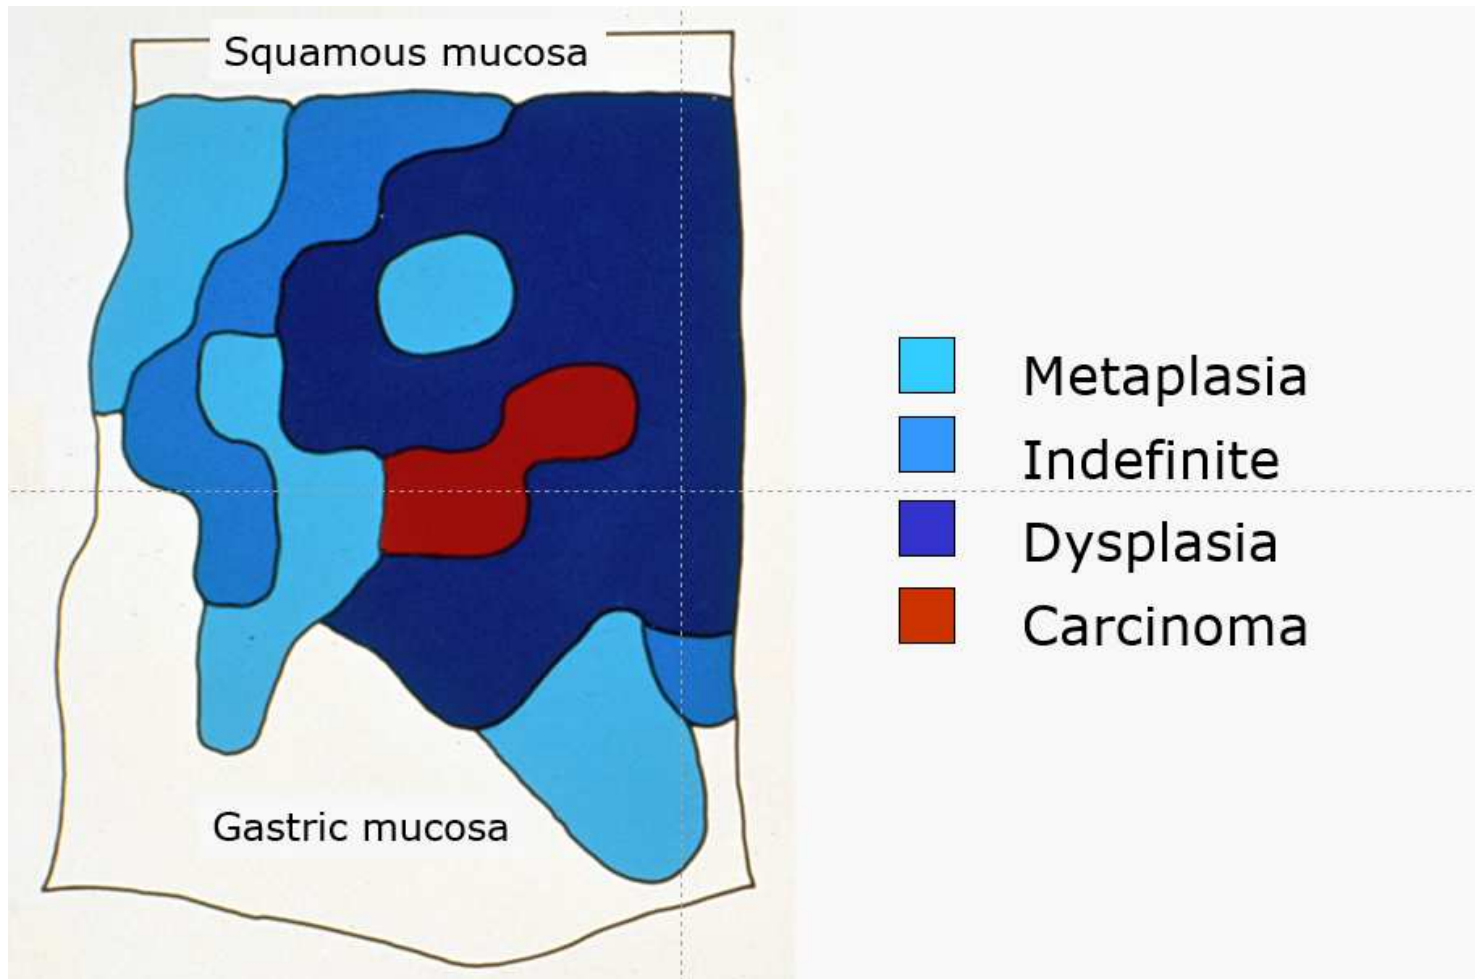 Squamous mucosa
Metaplasia
Indefinite
Dysplasia
Carcinoma
Gastric mucosa